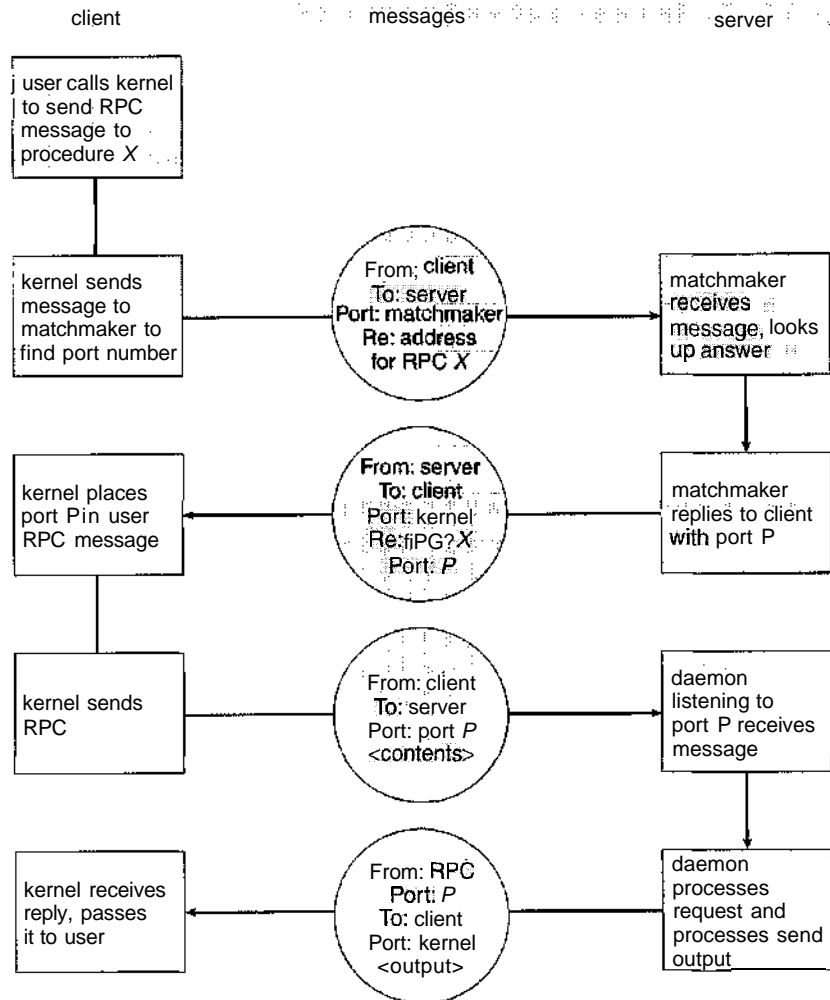 client
messages
server
user calls kernel
to send RPC
message to
procedure X
kernel sends
message to
matchmaker to
find port number
From; client
To: server
Port: matchmaker
Re: address
for RPC X
matchmaker
receives
message, looks
up answer
kernel places
port Pin user
RPC message
From: server
To: client
Port: kernel
Re:fjPG? X
Port: P
matchmaker
replies to client
with port P
kernel sends
RPC
From: client
To: server
Port: port P
<contents>
daemon
listening to
port P receives
message
kernel receives
reply, passes
it to user
From: RPC
Port: P
To: client
Port: kernel
<output>
daemon
processes
request and
processes send
output